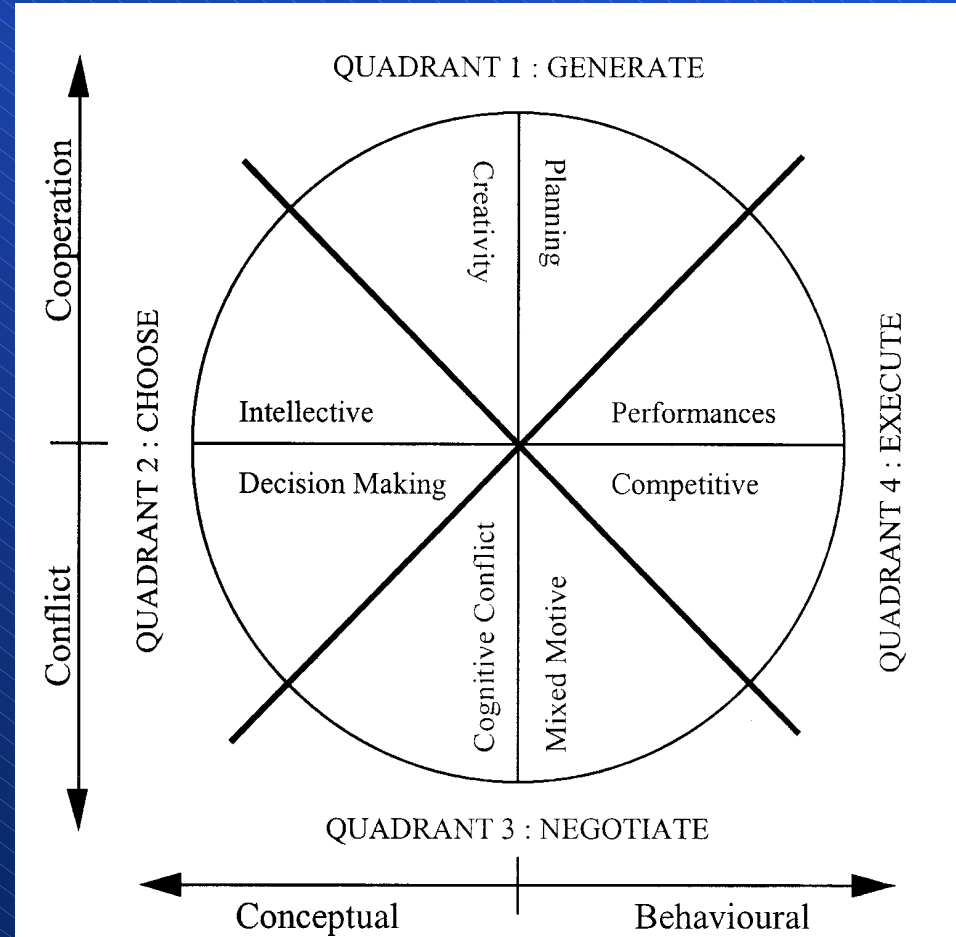 QUADRANT 1 : GENERATE
Cooperation
Conflict
QUADRANT 2 : CHOOSE
Creativity
Planning
Intellective
Performances
Decision Making
Competitive
Cognitive Conflict
Mixed Motive
QUADRANT 4 : EXECUTE
QUADRANT 3 : NEGOTIATE
Conceptual
Behavioural